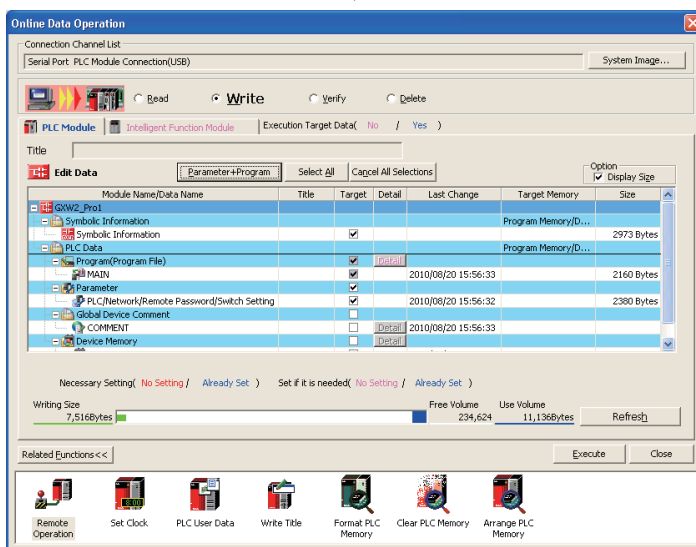 Online Data Operation
Connection Channel List
Serial Port PLC Module Connection(USB)
System Image...
Read
Write
Verify
Delete
PLC Module
Intelligent Function Module
Execution Target Data( No / Yes )
Title
Edit Data
Parameter+Program
Select All
Cancel All Selections
Option
Display Size
Module Name/Data Name Title Target Detail Last Change Target Memory Size
GXW2_Pro1
Symbolic Information Program Memory/D...
Symbolic Information 2973 Bytes
PLC Data Program Memory/D...
Program(Program File) Detail
MAIN 2010/08/20 15:56:33 2160 Bytes
Parameter
PLC/Network/Remote Password/Switch Setting 2010/08/20 15:56:32 2380 Bytes
Global Device Comment
COMMENT Detail 2010/08/20 15:56:33
Device Memory Detail
Necessary Setting( No Setting / Already Set ) Set if it is needed( No Setting / Already Set )
Writing Size Free Volume Use Volume
7,516Bytes 234,624 11,136Bytes Refresh
Related Functions<<
Execute
Close
Remote Operation
Set Clock
PLC User Data
Write Title
Format PLC Memory
Clear PLC Memory
Arrange PLC Memory